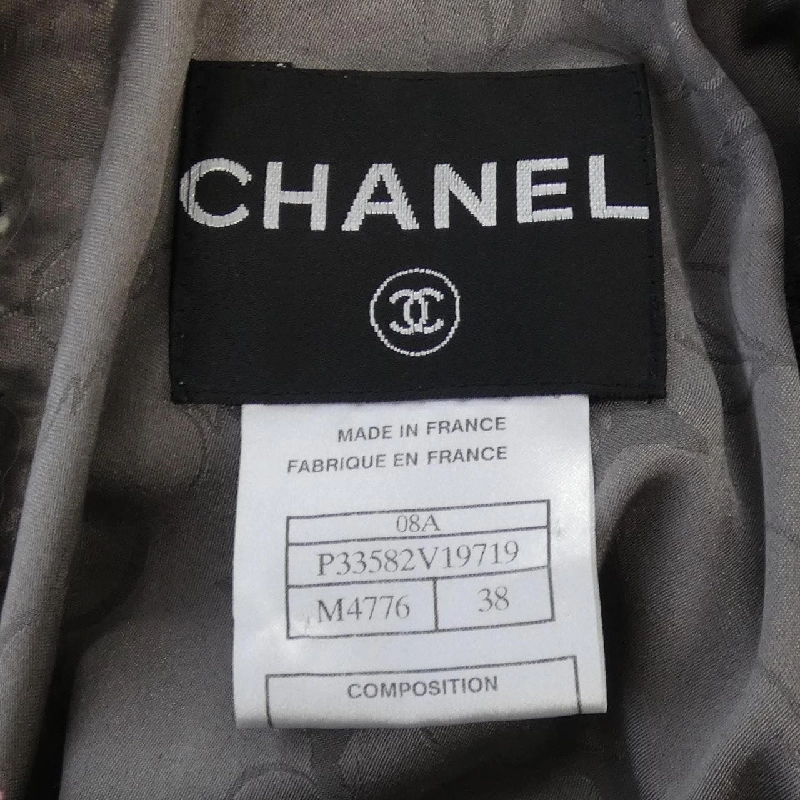 CHANEL
MADE IN FRANCE
FABRIQUE EN FRANCE
08A
P33582V19719
M4776 38
COMPOSITION